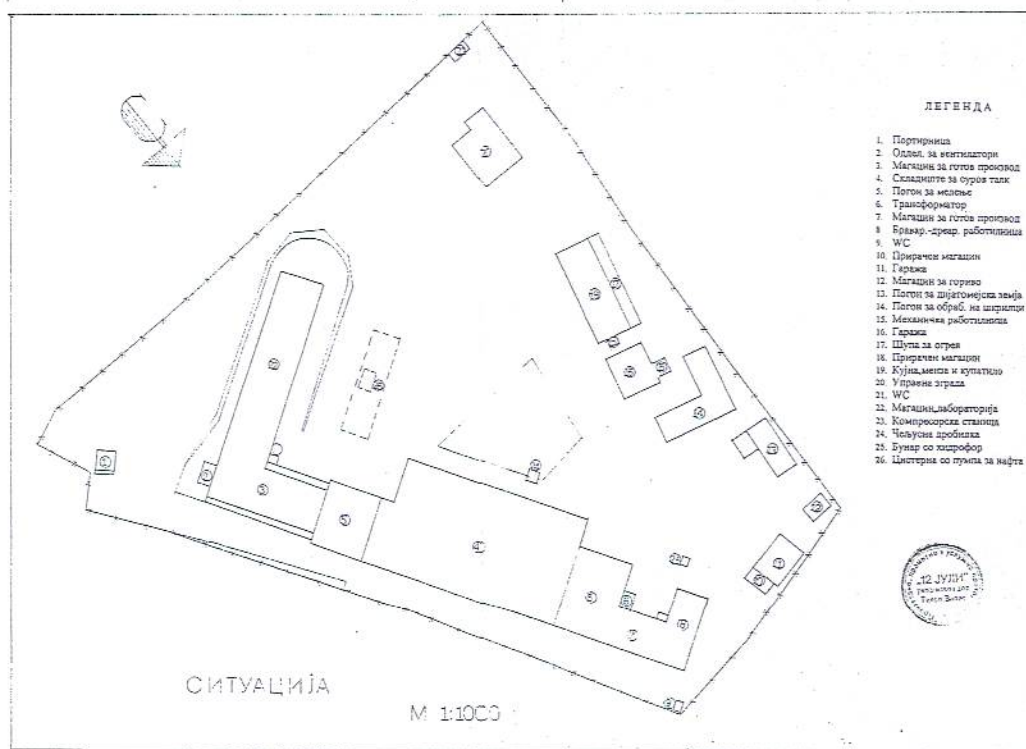 ЛЕГЕНДА
1. Портирница
2. Оддел. за вентилатори
3. Магацин за готов производ
4. Складиште за суров талк
5. Погон за мелење
6. Трансформатор
7. Магацин за готов производ
8 Бравар.-дрвар. работилница
9. WC
10. Прирачен магацин
11. Гаража
12. Магацин за гориво
13. Погон за дијатомејска земја
14. Погон за обраб. на шкрилци
15. Механичка работилница
16. Гаража
17. Шупа за огрев
18. Прирачен магацин
19. Кујна,менза и купатило
20. Управна зграда
21. WC
22. Магацин,лабораторија
23. Компресорска станица
24. Чељусна дробилка
25. Бунар со хидрофор
26. Цистерна со пумпа за нафта
"12 ЈУЛИ"
СИТУАЦИЈА
М 1:1000